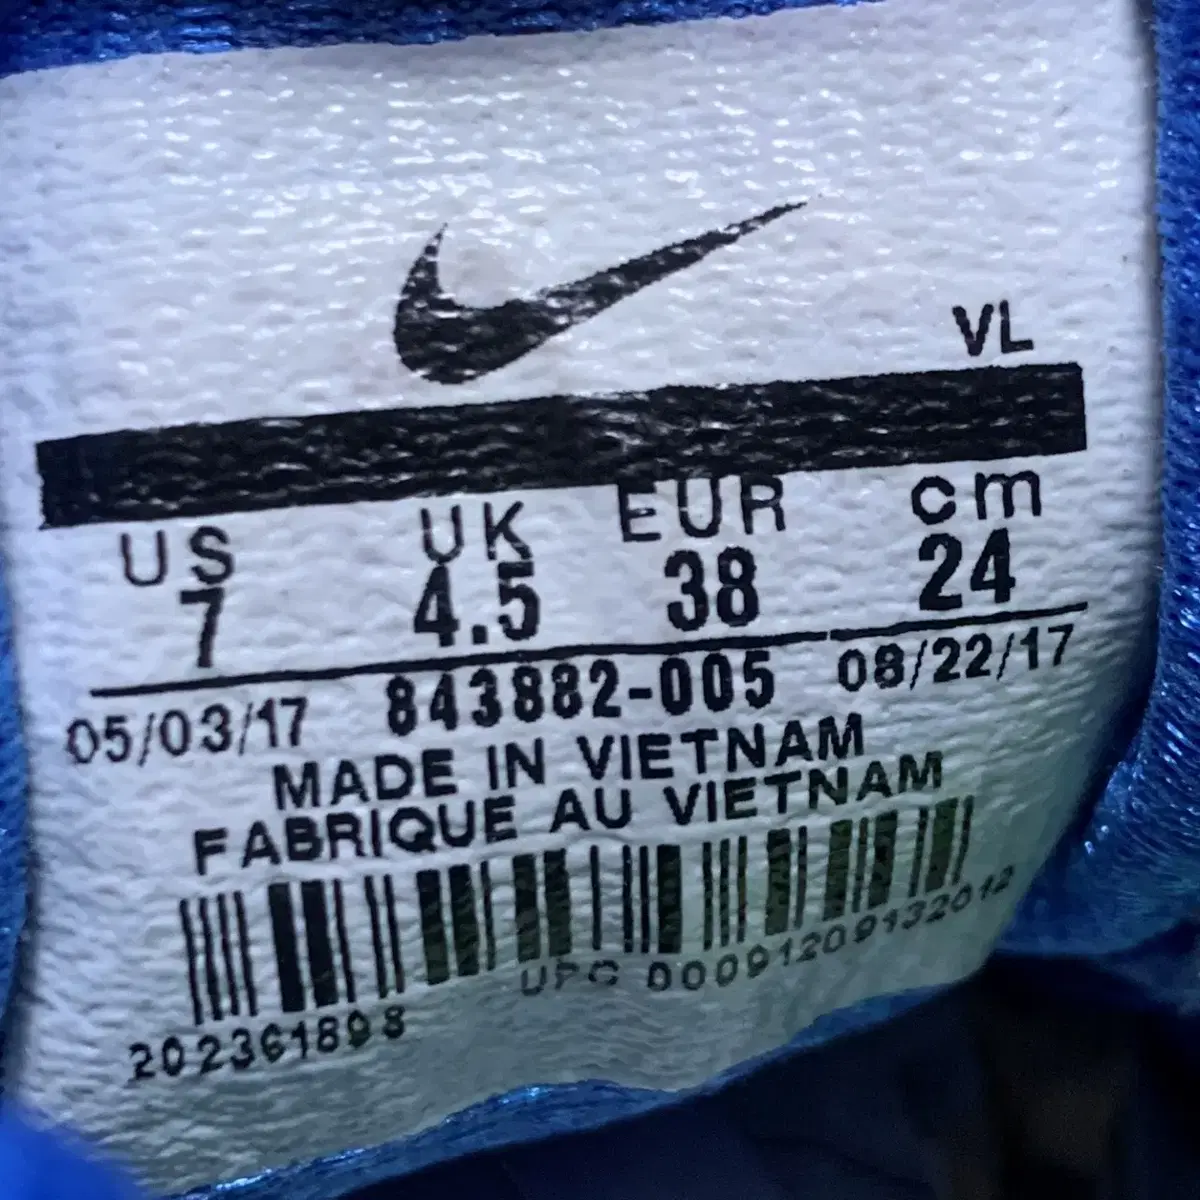 VL
US UK EUR cm
7 4.5 38 24
05/03/17 843882-005 08/22/17
MADE IN VIETNAM
FABRIQUE AU VIETNAM
UPC 00091209132012
202361898